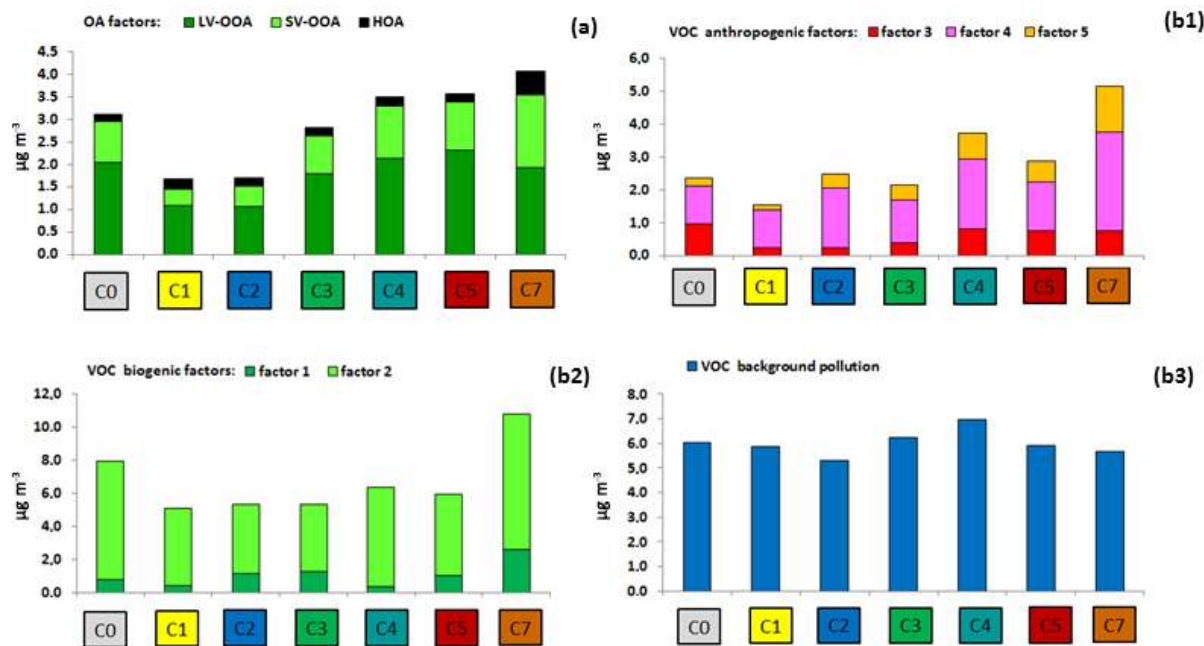 OA factors: LV-OOA SV-OOA HOA
(a)
4.5
4.0
3.5
3.0
2.5
2.0
1.5
1.0
0.5
0.0
µg m⁻³
C0 C1 C2 C3 C4 C5 C7
VOC anthropogenic factors: factor 3 factor 4 factor 5
(b1)
6,0
5,0
4,0
3,0
2,0
1,0
0,0
µg m⁻³
C0 C1 C2 C3 C4 C5 C7
VOC biogenic factors: factor 1 factor 2
(b2)
12,0
10,0
8,0
6,0
4,0
2,0
0,0
µg m⁻³
C0 C1 C2 C3 C4 C5 C7
VOC background pollution
(b3)
8,0
7,0
6,0
5,0
4,0
3,0
2,0
1,0
0,0
µg m⁻³
C0 C1 C2 C3 C4 C5 C7